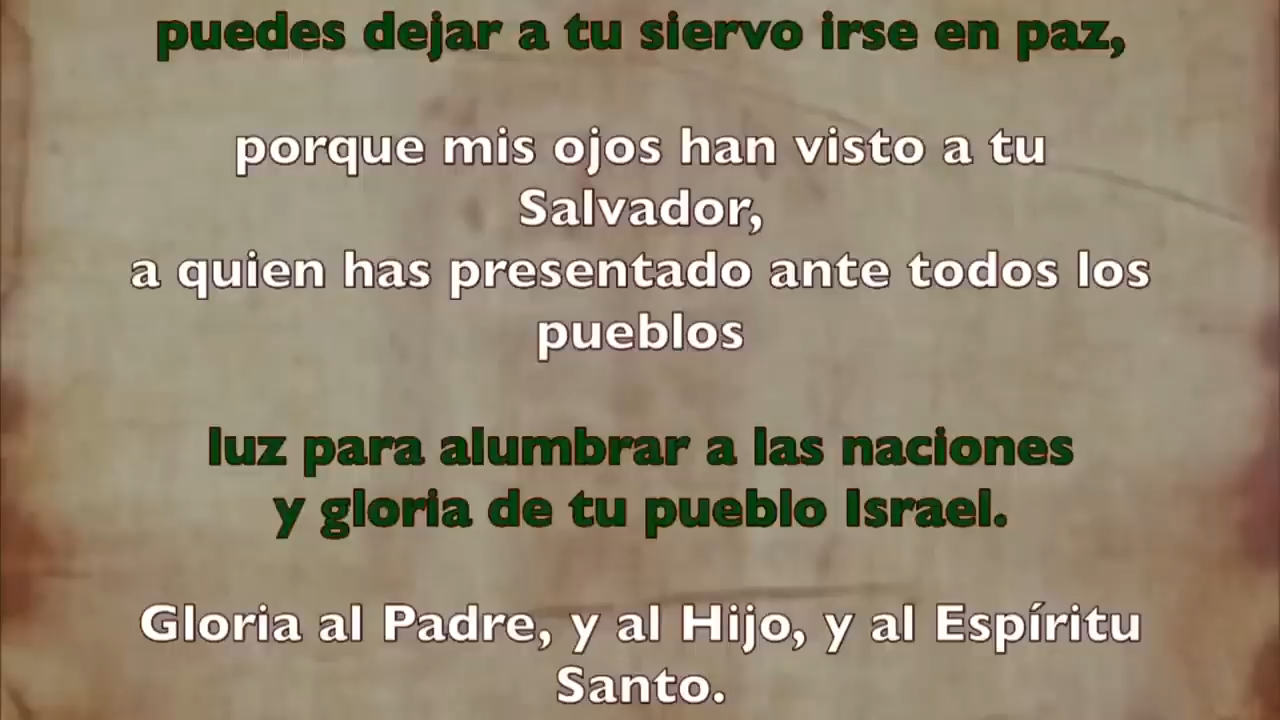 puedes dejar a tu siervo irse en paz,
porque mis ojos han visto a tu
Salvador,
a quien has presentado ante todos los
pueblos
luz para alumbrar a las naciones
y gloria de tu pueblo Israel.
Gloria al Padre, y al Hijo, y al Espíritu
Santo.